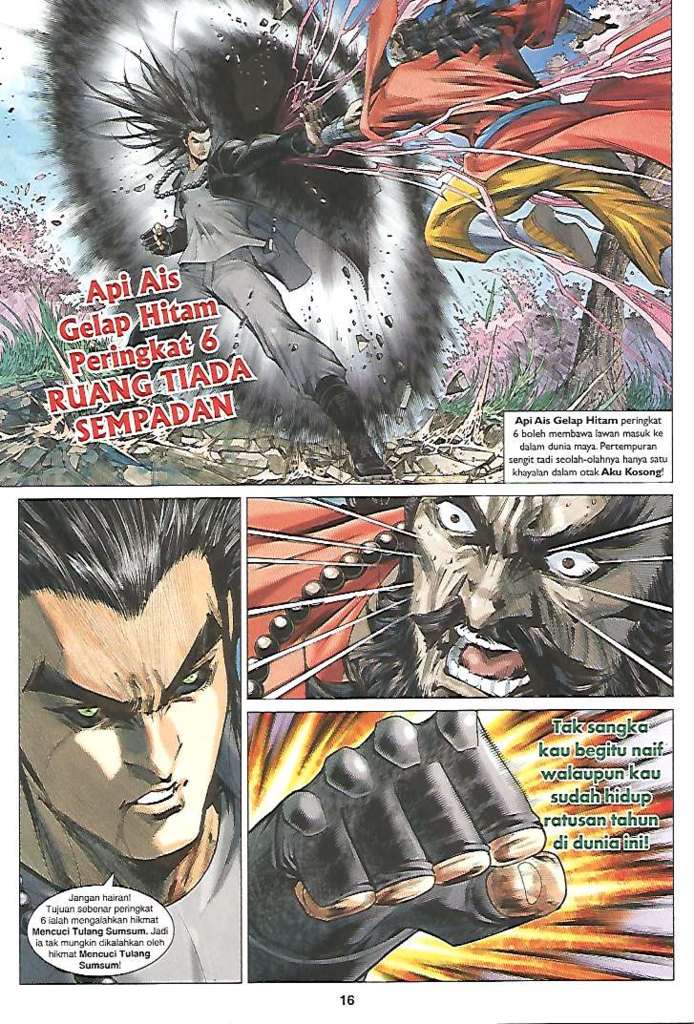 Api Ais
Gelap Hitam
Peringkat 6
RUANG TIADA
SEMPADAN
Api Ais Gelap Hitam peringkat
6 boleh membawa lawan masuk ke
dalam dunia maya. Pertempuran
sengit tadi seolah-olahnya hanya satu
khayalan dalam otak Aku Kosong!
Jangan hairan!
Tujuan sebenar peringkat
6 ialah mengalahkan hikmat
Mencuci Tulang Sumsum. Jadi
ia tak mungkin dikalahkan oleh
hikmat Mencuci Tulang
Sumsum!
Tak sangka
kau begitu naif
walaupun kau
sudah hidup
ratusan tahun
di dunia ini!
16